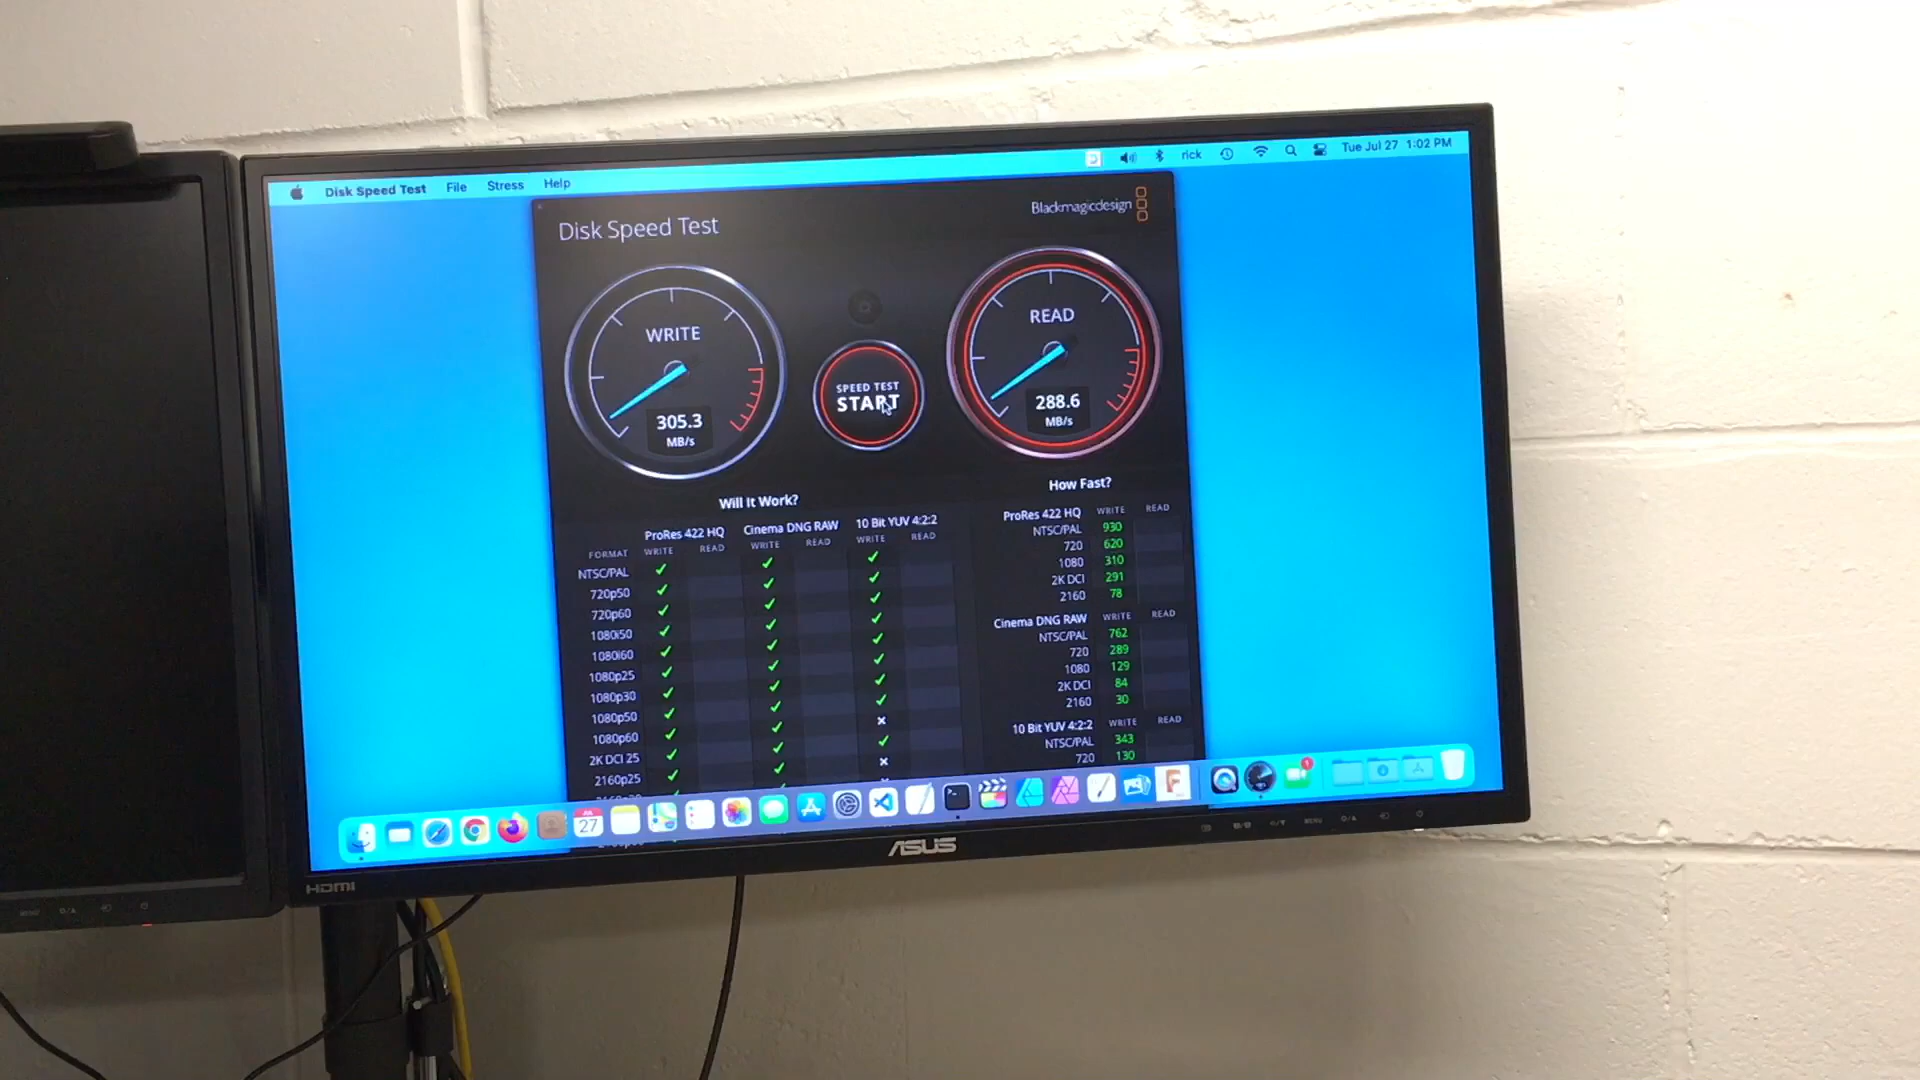 Disk Speed Test File Stress Help
rick Tue Jul 27 1:02 PM
Disk Speed Test
Blackmagicdesign
WRITE
305.3
MB/s
SPEED TEST
START
READ
288.6
MB/s
Will It Work?
ProRes 422 HQ Cinema DNG RAW 10 Bit YUV 4:2:2
FORMAT WRITE READ WRITE READ WRITE READ
NTSC/PAL ✓ ✓ ✓
720p50 ✓ ✓ ✓
720p60 ✓ ✓ ✓
1080i50 ✓ ✓ ✓
1080i60 ✓ ✓ ✓
1080p25 ✓ ✓ ✓
1080p30 ✓ ✓ ✓
1080p50 ✓ ✓ ✓
1080p60 ✓ ✓ ×
2K DCI 25 ✓ ✓ ✓
2160p25 ✓ ✓ ×
How Fast?
ProRes 422 HQ WRITE READ
NTSC/PAL 930
720 620
1080 310
2K DCI 291
2160 78
Cinema DNG RAW WRITE READ
NTSC/PAL 762
720 289
1080 129
2K DCI 84
2160 30
10 Bit YUV 4:2:2 WRITE READ
NTSC/PAL 343
720 130
27
1
ASUS
HDMI
MENU